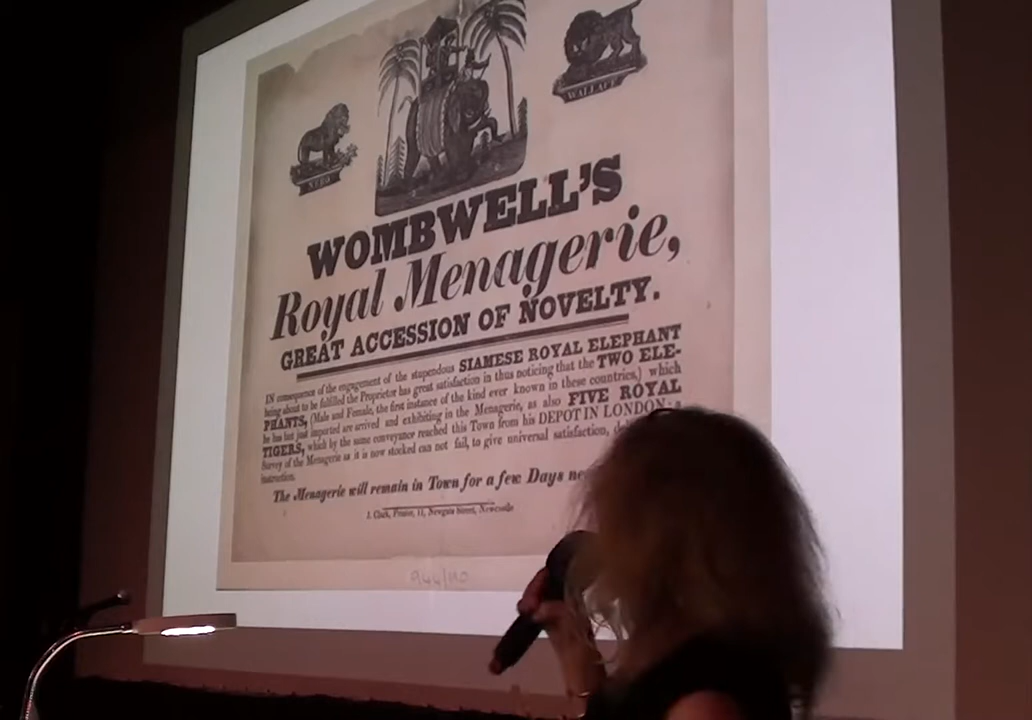 WALLACE
NERO
WOMBWELL'S
Royal Menagerie,
GREAT ACCESSION OF NOVELTY.
IN consequence of the engagement of the stupendous SIAMESE ROYAL ELEPHANT
being about to be fulfilled the Proprietor has great satisfaction in thus noticing that the TWO ELE-
PHANTS, (Male and Female, the first instance of the kind ever known in these countries,) which
he has but just imported are arrived and exhibiting in the Menagerie, as also FIVE ROYAL
TIGERS, which by the same conveyance reached this Town from his DEPOT IN LONDON: a
Survey of the Menagerie as it is now stocked can not fail, to give universal satisfaction,
instruction.
The Menagerie will remain in Town for a few Days
J. Clark, Printer, 11, Newgate Street, Newcastle
944/110